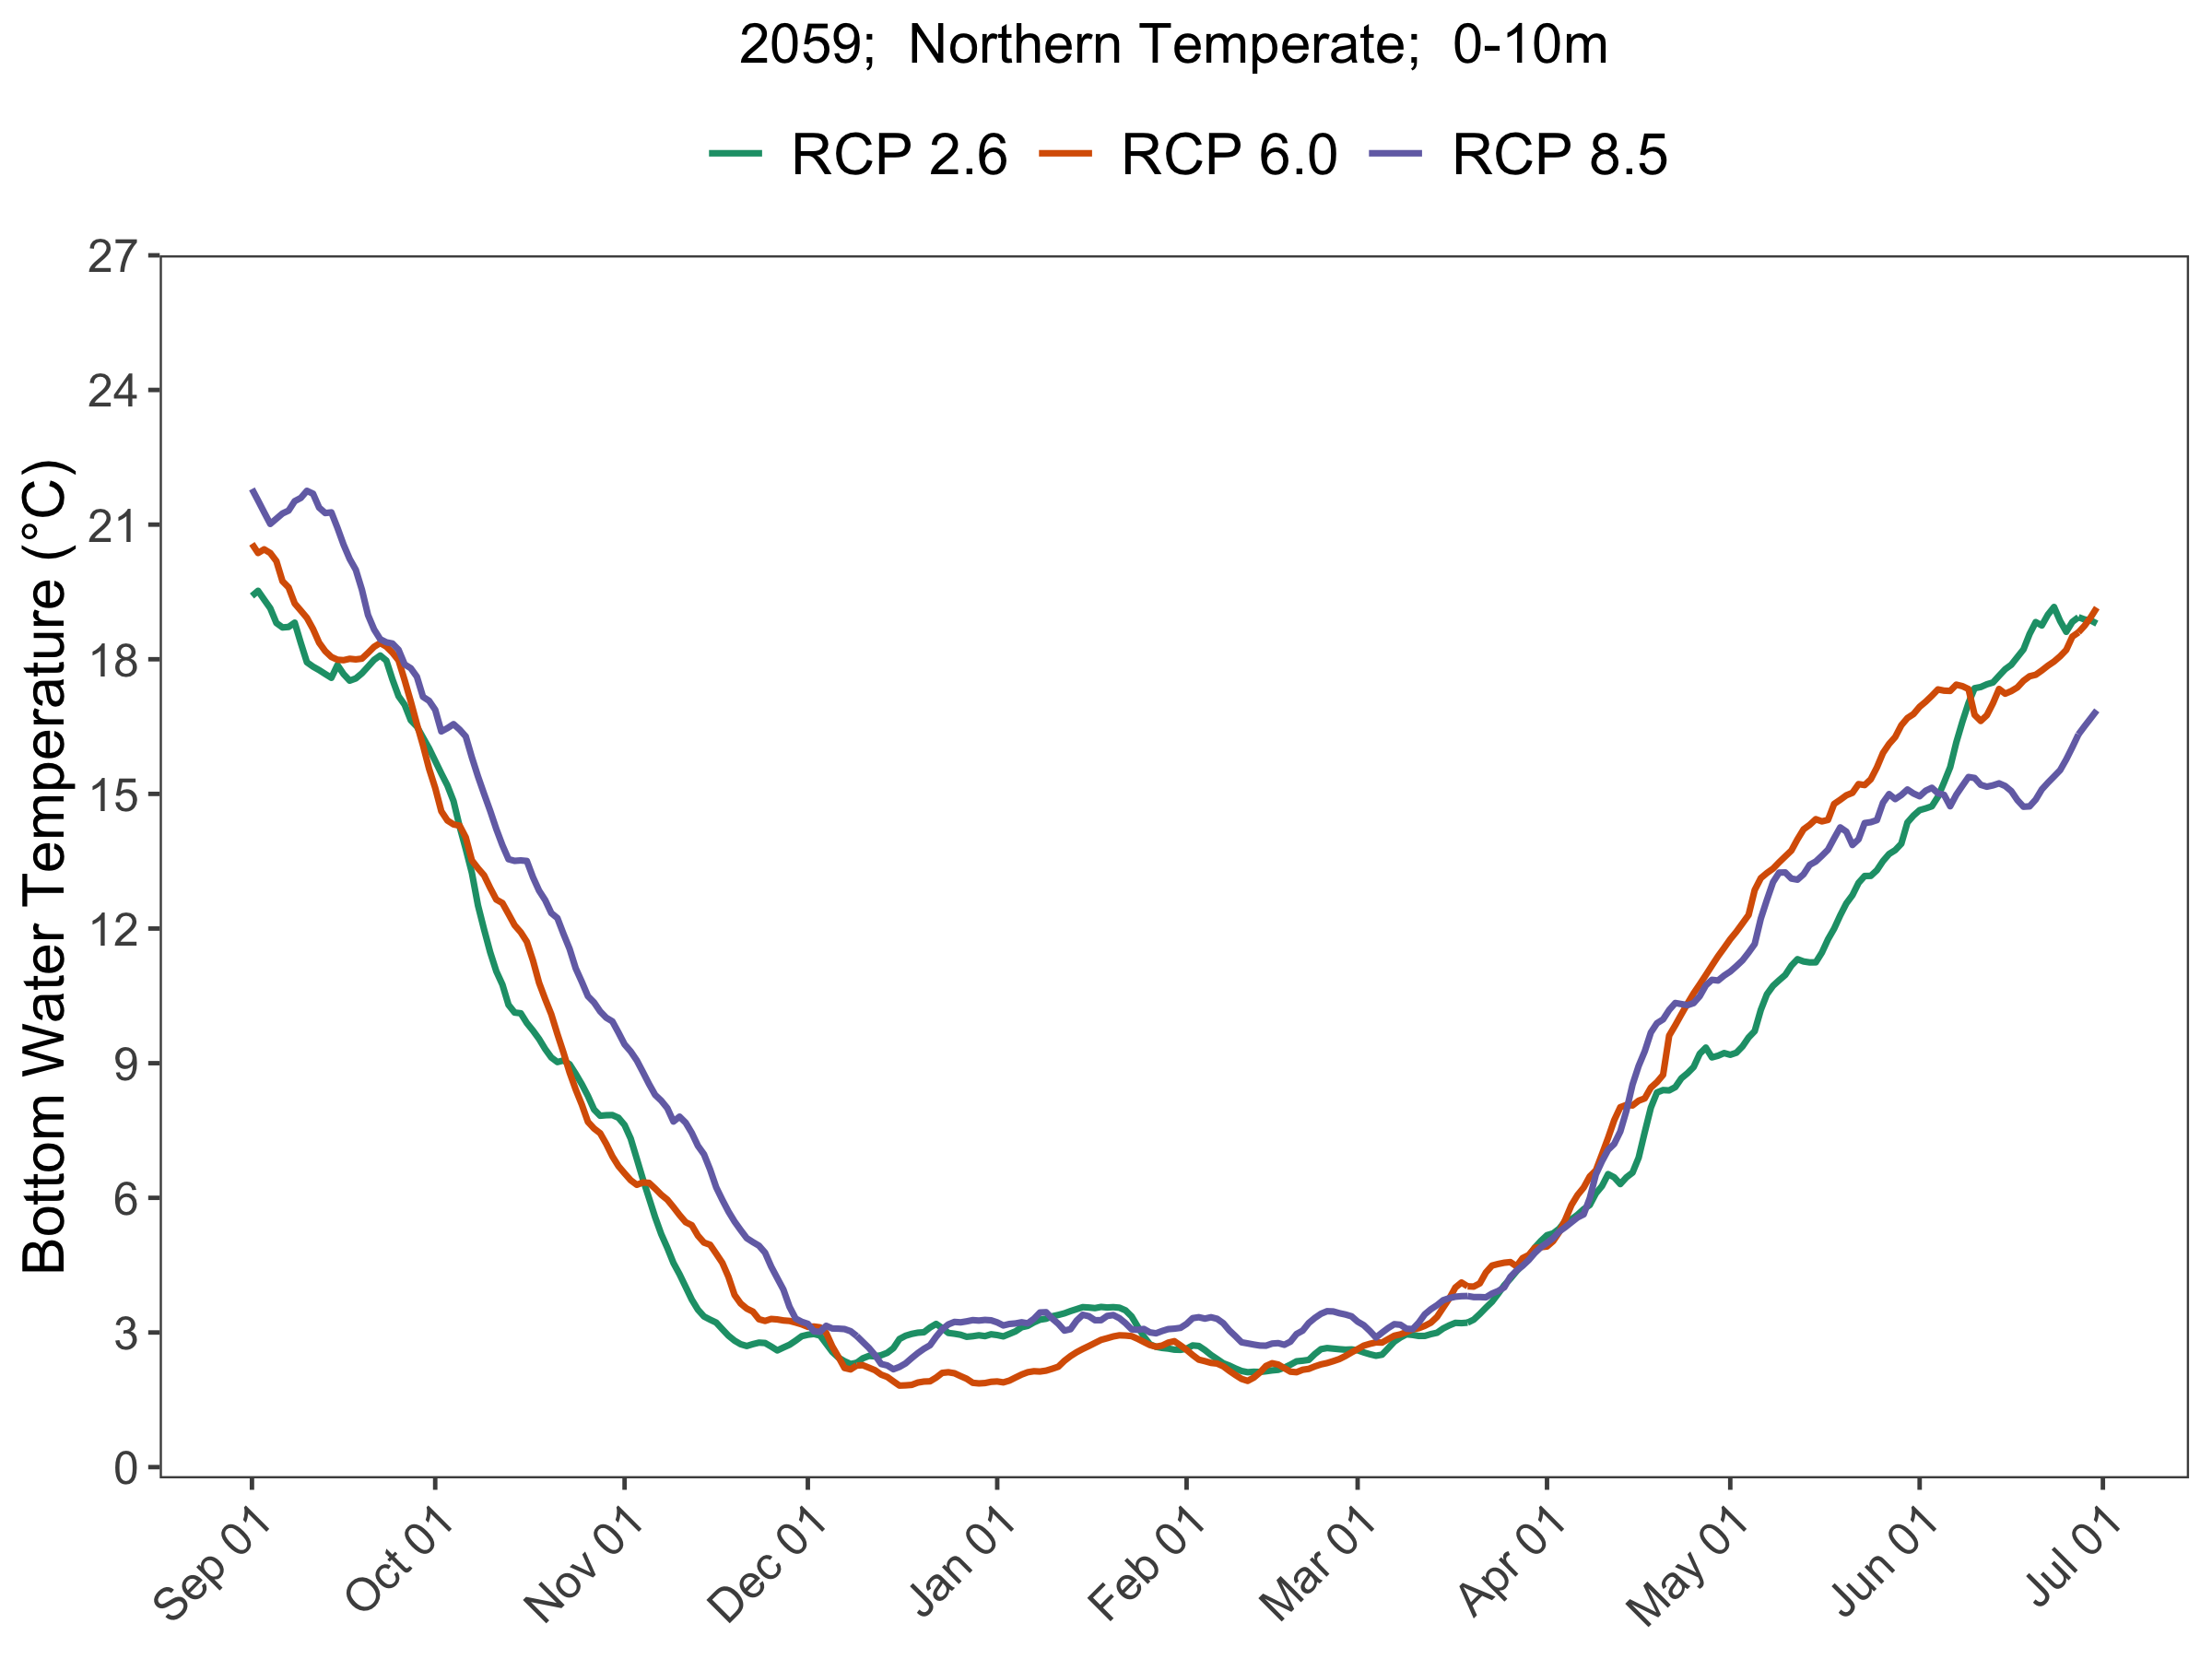 2059;  Northern Temperate;  0-10m
RCP 2.6 RCP 6.0 RCP 8.5
Bottom Water Temperature (°C)
27
24
21
18
15
12
9
6
3
0
Sep 01 Oct 01 Nov 01 Dec 01 Jan 01 Feb 01 Mar 01 Apr 01 May 01 Jun 01 Jul 01